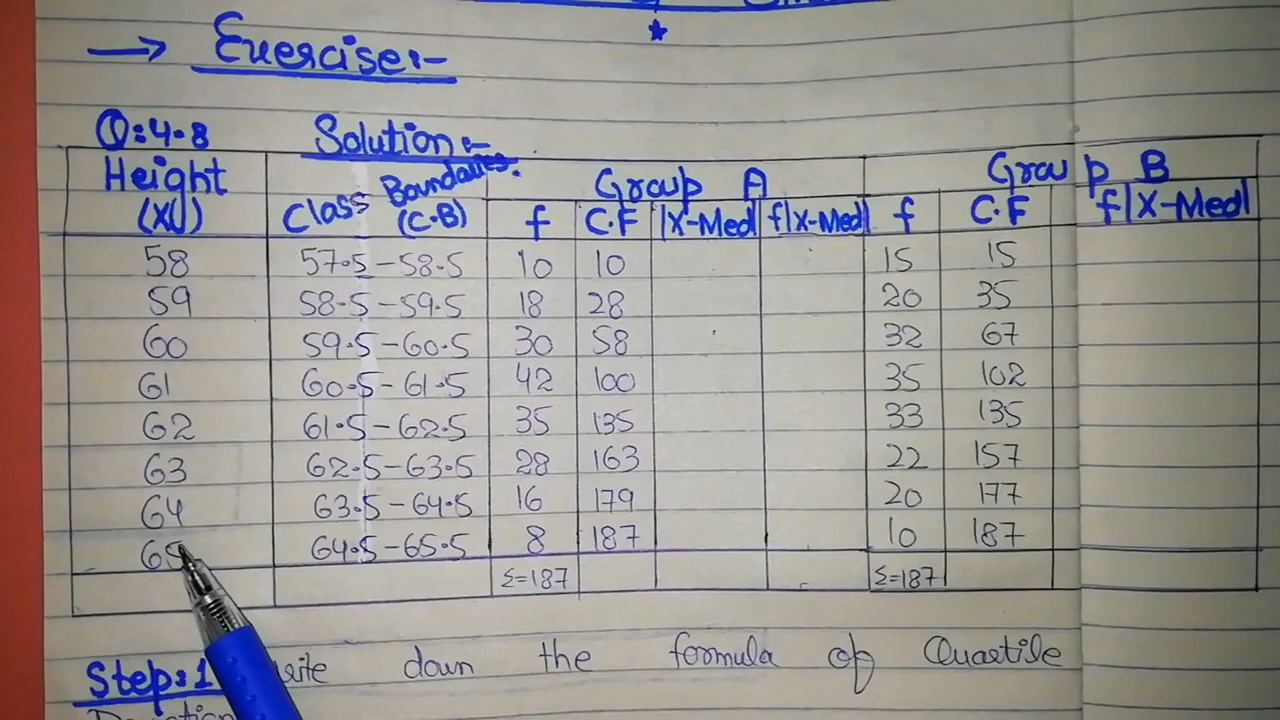 → Exercise:-
Q:4.8 Solution:-
Height (X) Class Boundaries (C.B) Group A Group B
f C.F |X-Med| f|X-Med| f C.F f|X-Med|
58 57.5-58.5 10 10 15 15
59 58.5-59.5 18 28 20 35
60 59.5-60.5 30 58 32 67
61 60.5-61.5 42 100 35 102
62 61.5-62.5 35 135 33 135
63 62.5-63.5 28 163 22 157
64 63.5-64.5 16 179 20 177
65 64.5-65.5 8 187 10 187
Σ=187 Σ=187
Step:1 down the formula of Quartile